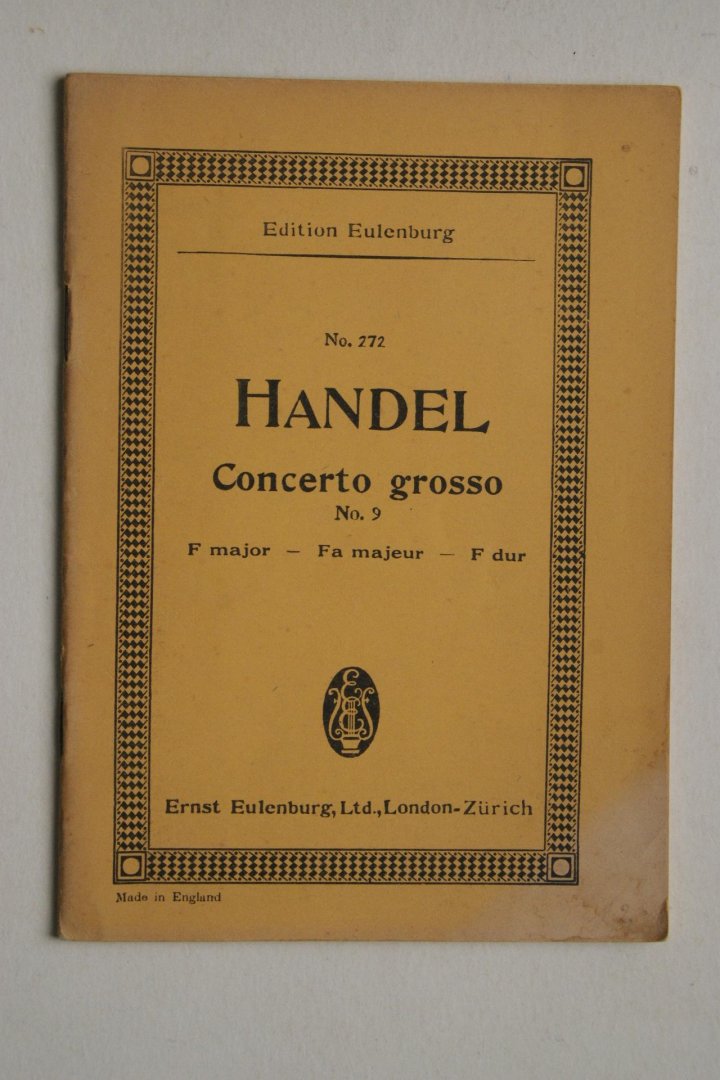 Edition Eulenburg
No. 272
HANDEL
Concerto grosso
No. 9
F major – Fa majeur – F dur
EE
Ernst Eulenburg, Ltd., London-Zürich
Made in England